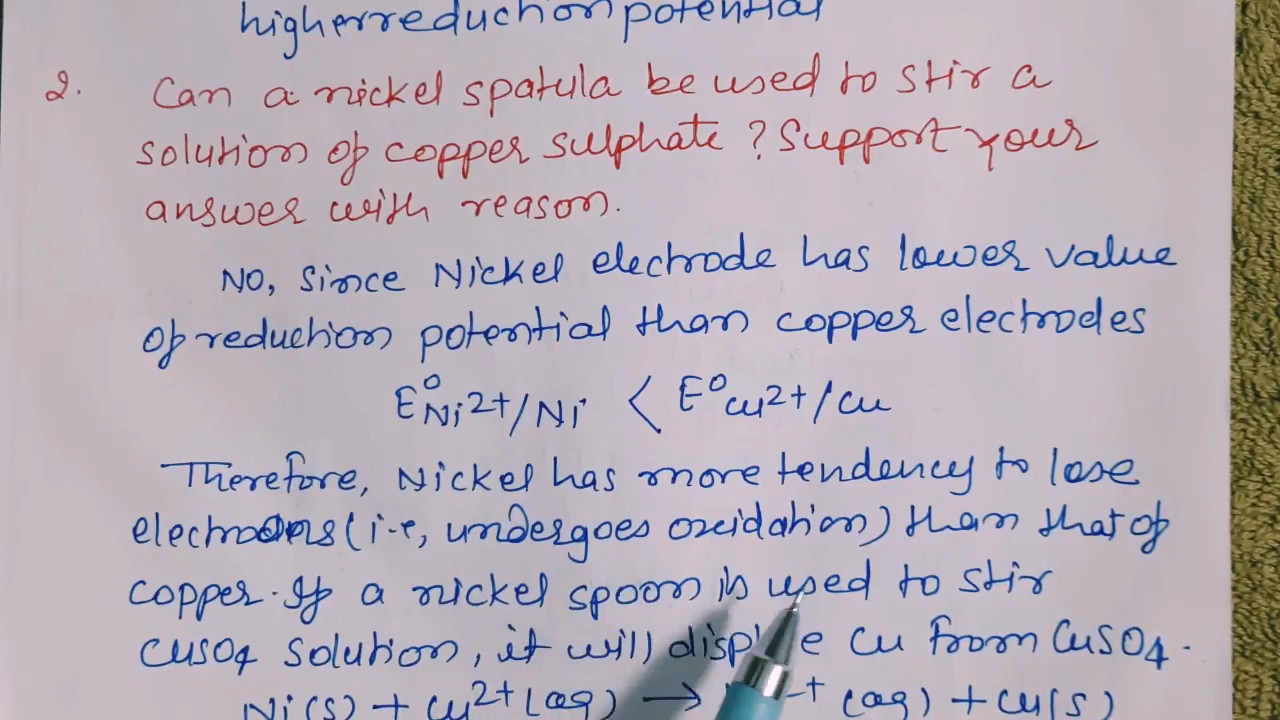 higher reduction potential
2. Can a nickel spatula be used to stir a
solution of copper sulphate ? Support your
answer with reason.
NO, Since Nickel electrode has lower value
of reduction potential than copper electrodes
E⁰Ni²⁺/Ni < E⁰Cu²⁺/Cu
Therefore, Nickel has more tendency to lose
electrons (i-e, undergoes oxidation) than that of
copper. If a nickel spoon is used to stir
CuSO4 solution, it will Cu from CuSO4.
Ni(s) + Cu²⁺(aq) → + (aq) + Cu(s)